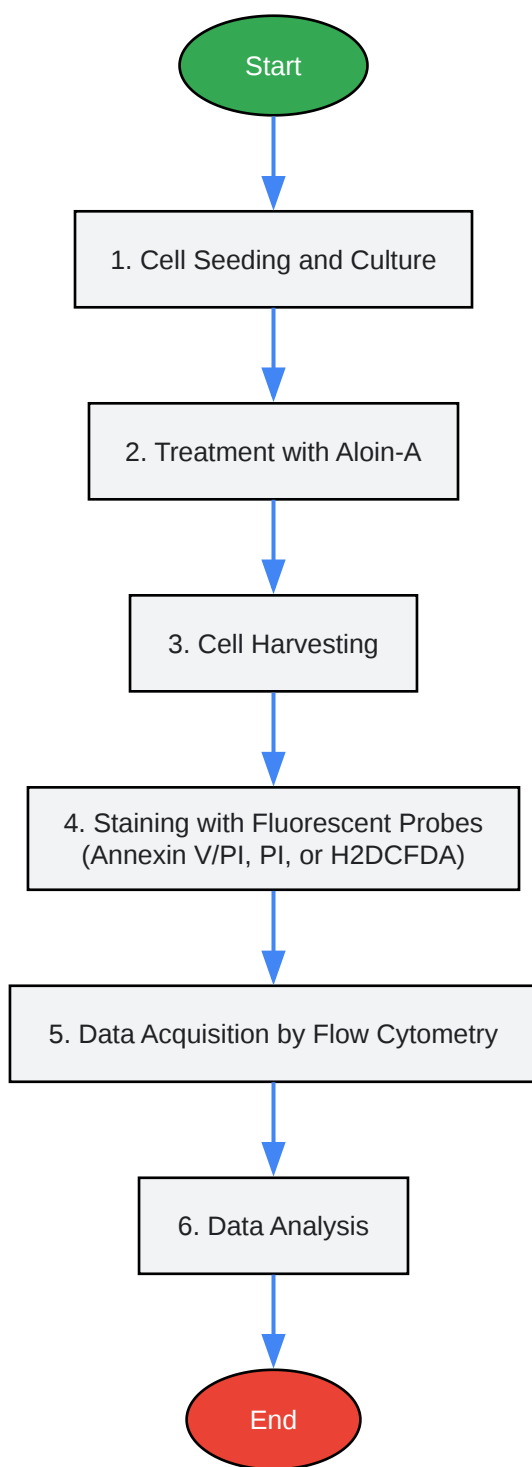 Start
1. Cell Seeding and Culture
2. Treatment with Aloin-A
3. Cell Harvesting
4. Staining with Fluorescent Probes
(Annexin V/PI, PI, or H2DCFDA)
5. Data Acquisition by Flow Cytometry
6. Data Analysis
End